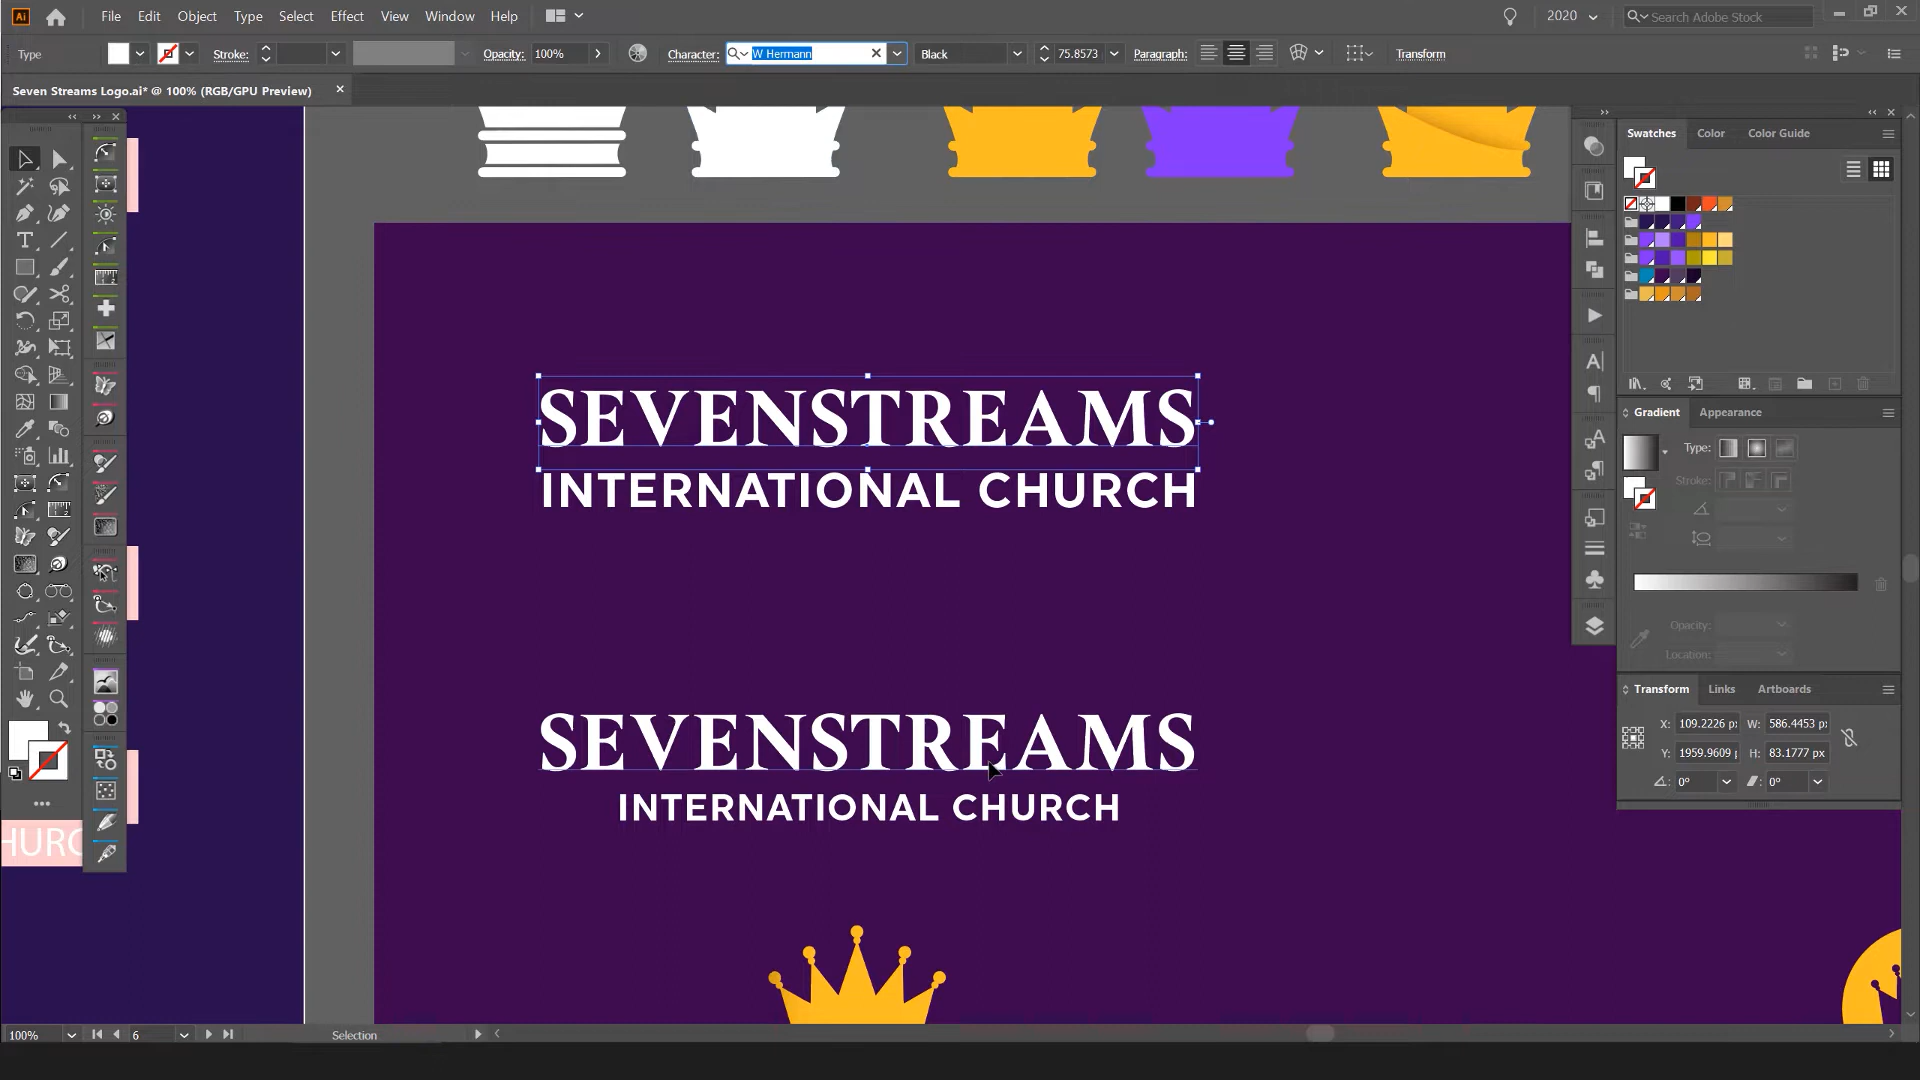 Ai File Edit Object Type Select Effect View Window Help 2020 Search Adobe Stock
Type Stroke: Opacity: 100% Character: W Hermann Black 75.8573 Paragraph: Transform
Seven Streams Logo.ai* @ 100% (RGB/GPU Preview)
Swatches Color Color Guide
SEVENSTREAMS
INTERNATIONAL CHURCH
Gradient Appearance
Type:
Stroke:
Opacity:
Location:
SEVENSTREAMS
INTERNATIONAL CHURCH
Transform Links Artboards
X: 109.2226 p W: 586.4453
Y: 1959.9609 H: 83.1777 px
0° 0°
HURC
100% 6 Selection